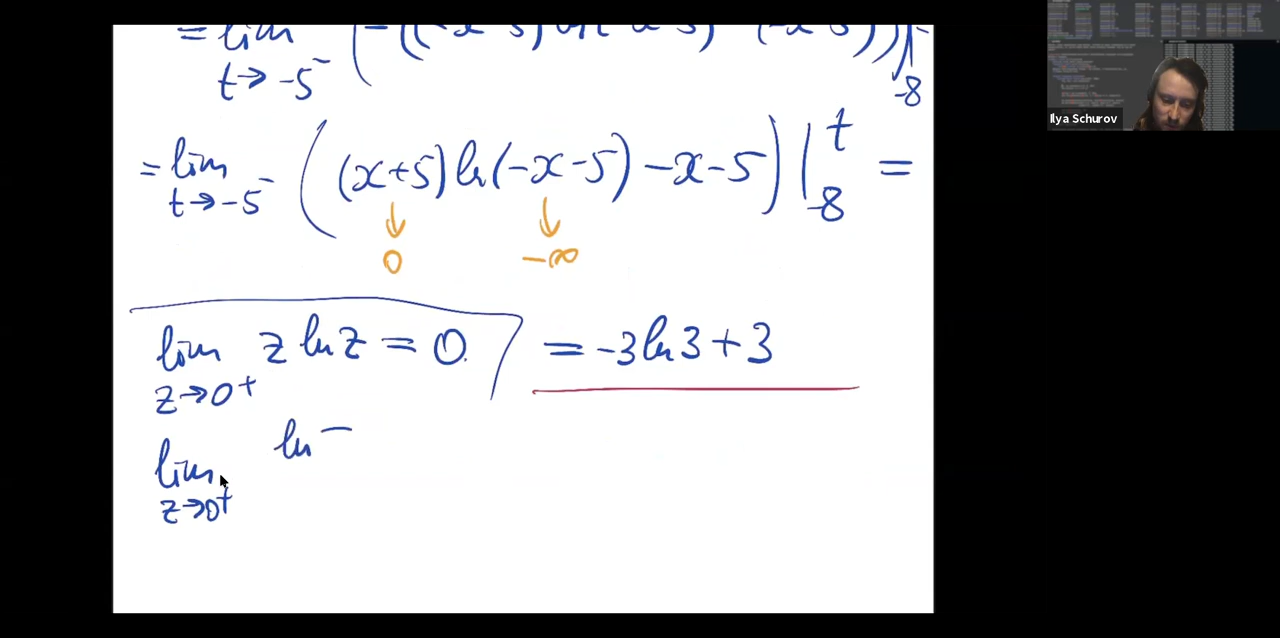 = lim
t → -5⁻ -8
= lim ( (x+5) ln(-x-5) -x-5 ) | t =
t → -5⁻ -8
0 -∞
lim z ln z = 0. = -3 ln 3 + 3
z → 0⁺
lim ln
z → 0⁺
Ilya Schurov